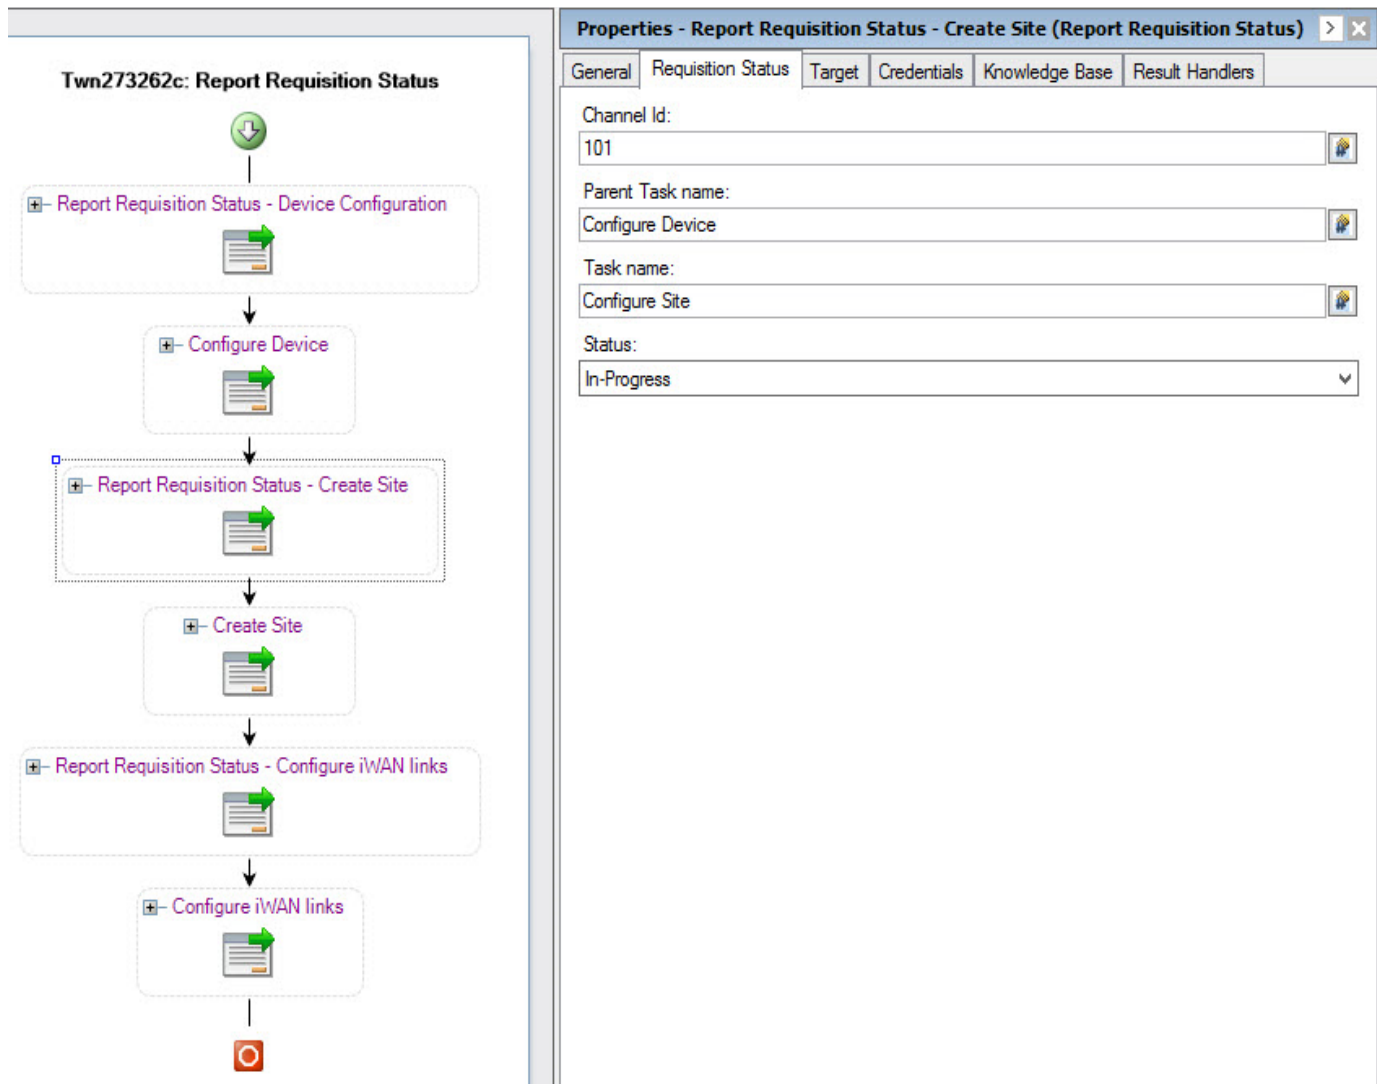 Twn273262c: Report Requisition Status
Report Requisition Status - Device Configuration
Configure Device
Report Requisition Status - Create Site
Create Site
Report Requisition Status - Configure iWAN links
Configure iWAN links
Properties - Report Requisition Status - Create Site (Report Requisition Status)
General Requisition Status Target Credentials Knowledge Base Result Handlers
Channel Id:
101
Parent Task name:
Configure Device
Task name:
Configure Site
Status:
In-Progress